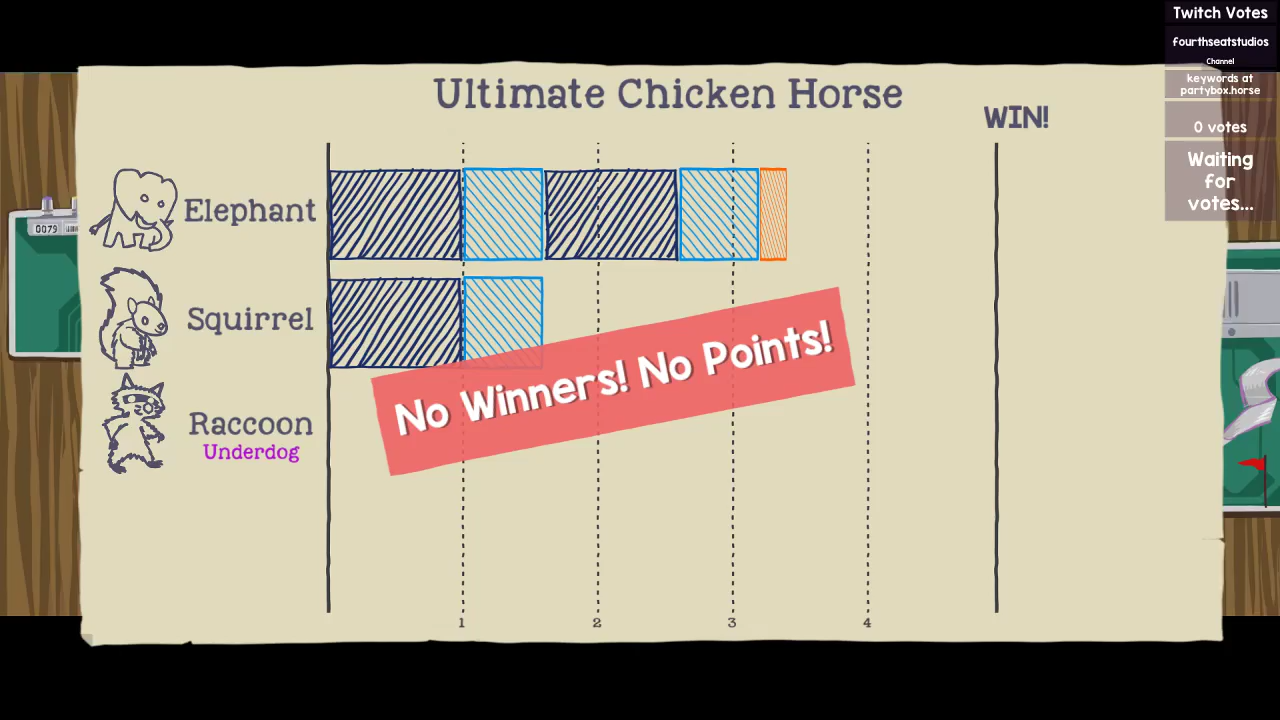 Twitch Votes
fourthseatstudios
Channel
keywords at
partybox.horse
0 votes
Waiting
for
votes...
Ultimate Chicken Horse
WIN!
Elephant
Squirrel
Raccoon
Underdog
No Winners! No Points!
1 2 3 4
0079